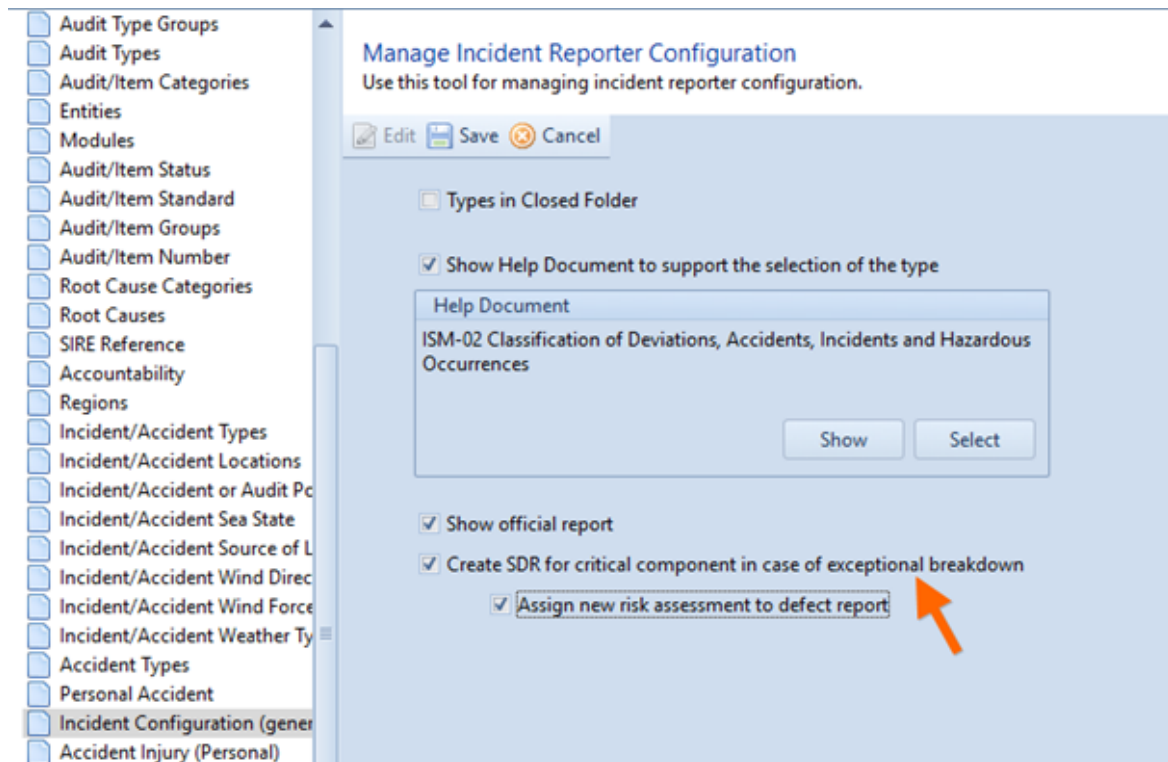 Audit Type Groups
Audit Types
Audit/Item Categories
Entities
Modules
Audit/Item Status
Audit/Item Standard
Audit/Item Groups
Audit/Item Number
Root Cause Categories
Root Causes
SIRE Reference
Accountability
Regions
Incident/Accident Types
Incident/Accident Locations
Incident/Accident or Audit Po
Incident/Accident Sea State
Incident/Accident Source of L
Incident/Accident Wind Direc
Incident/Accident Wind Force
Incident/Accident Weather Ty
Accident Types
Personal Accident
Incident Configuration (gener
Accident Injury (Personal)
Manage Incident Reporter Configuration
Use this tool for managing incident reporter configuration.
Edit Save Cancel
Types in Closed Folder
Show Help Document to support the selection of the type
Help Document
ISM-02 Classification of Deviations, Accidents, Incidents and Hazardous
Occurrences
Show Select
Show official report
Create SDR for critical component in case of exceptional breakdown
Assign new risk assessment to defect report